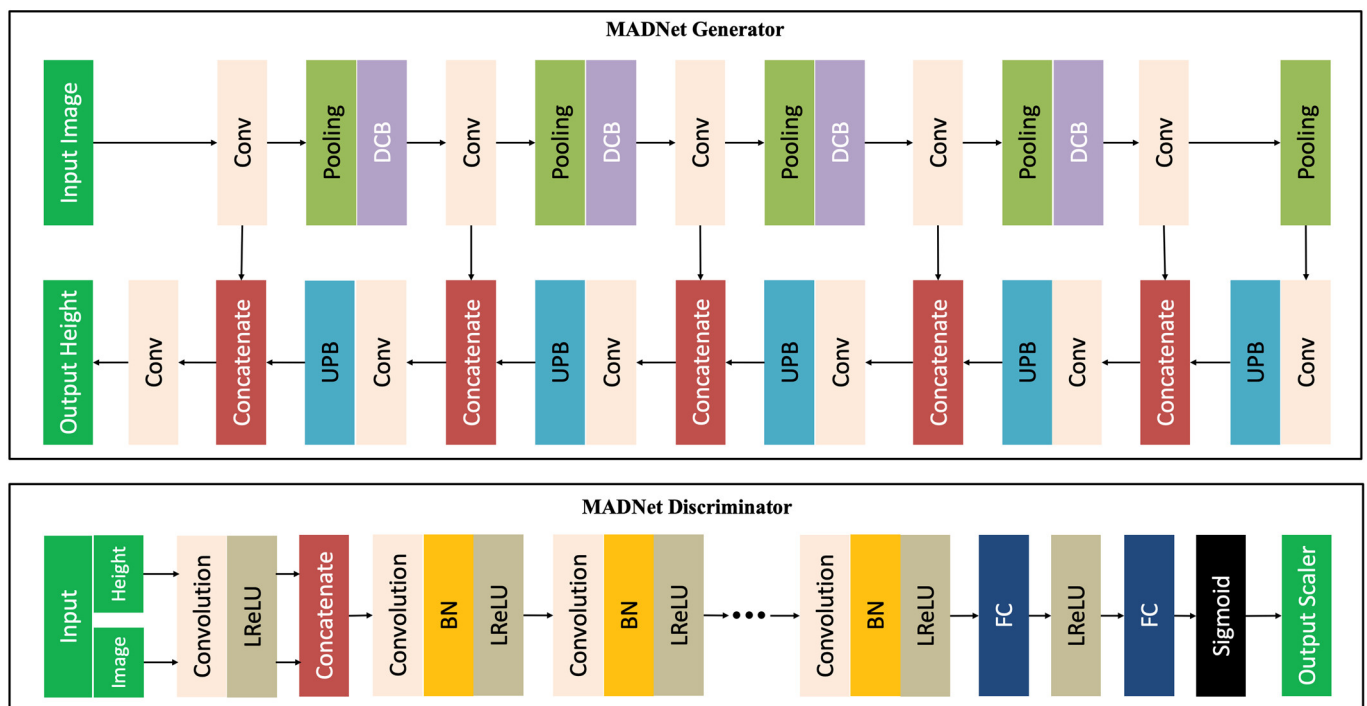 MADNet Generator
Input Image
Conv
Pooling
DCB
Conv
Pooling
DCB
Conv
Pooling
DCB
Conv
Pooling
DCB
Conv
Pooling
Output Height
Conv
Concatenate
UPB
Conv
Concatenate
UPB
Conv
Concatenate
UPB
Conv
Concatenate
UPB
Conv
Concatenate
UPB
Conv
MADNet Discriminator
Input
Height
Image
Convolution
LReLU
Concatenate
Convolution
BN
LReLU
Convolution
BN
LReLU
Convolution
BN
LReLU
FC
LReLU
FC
Sigmoid
Output Scaler